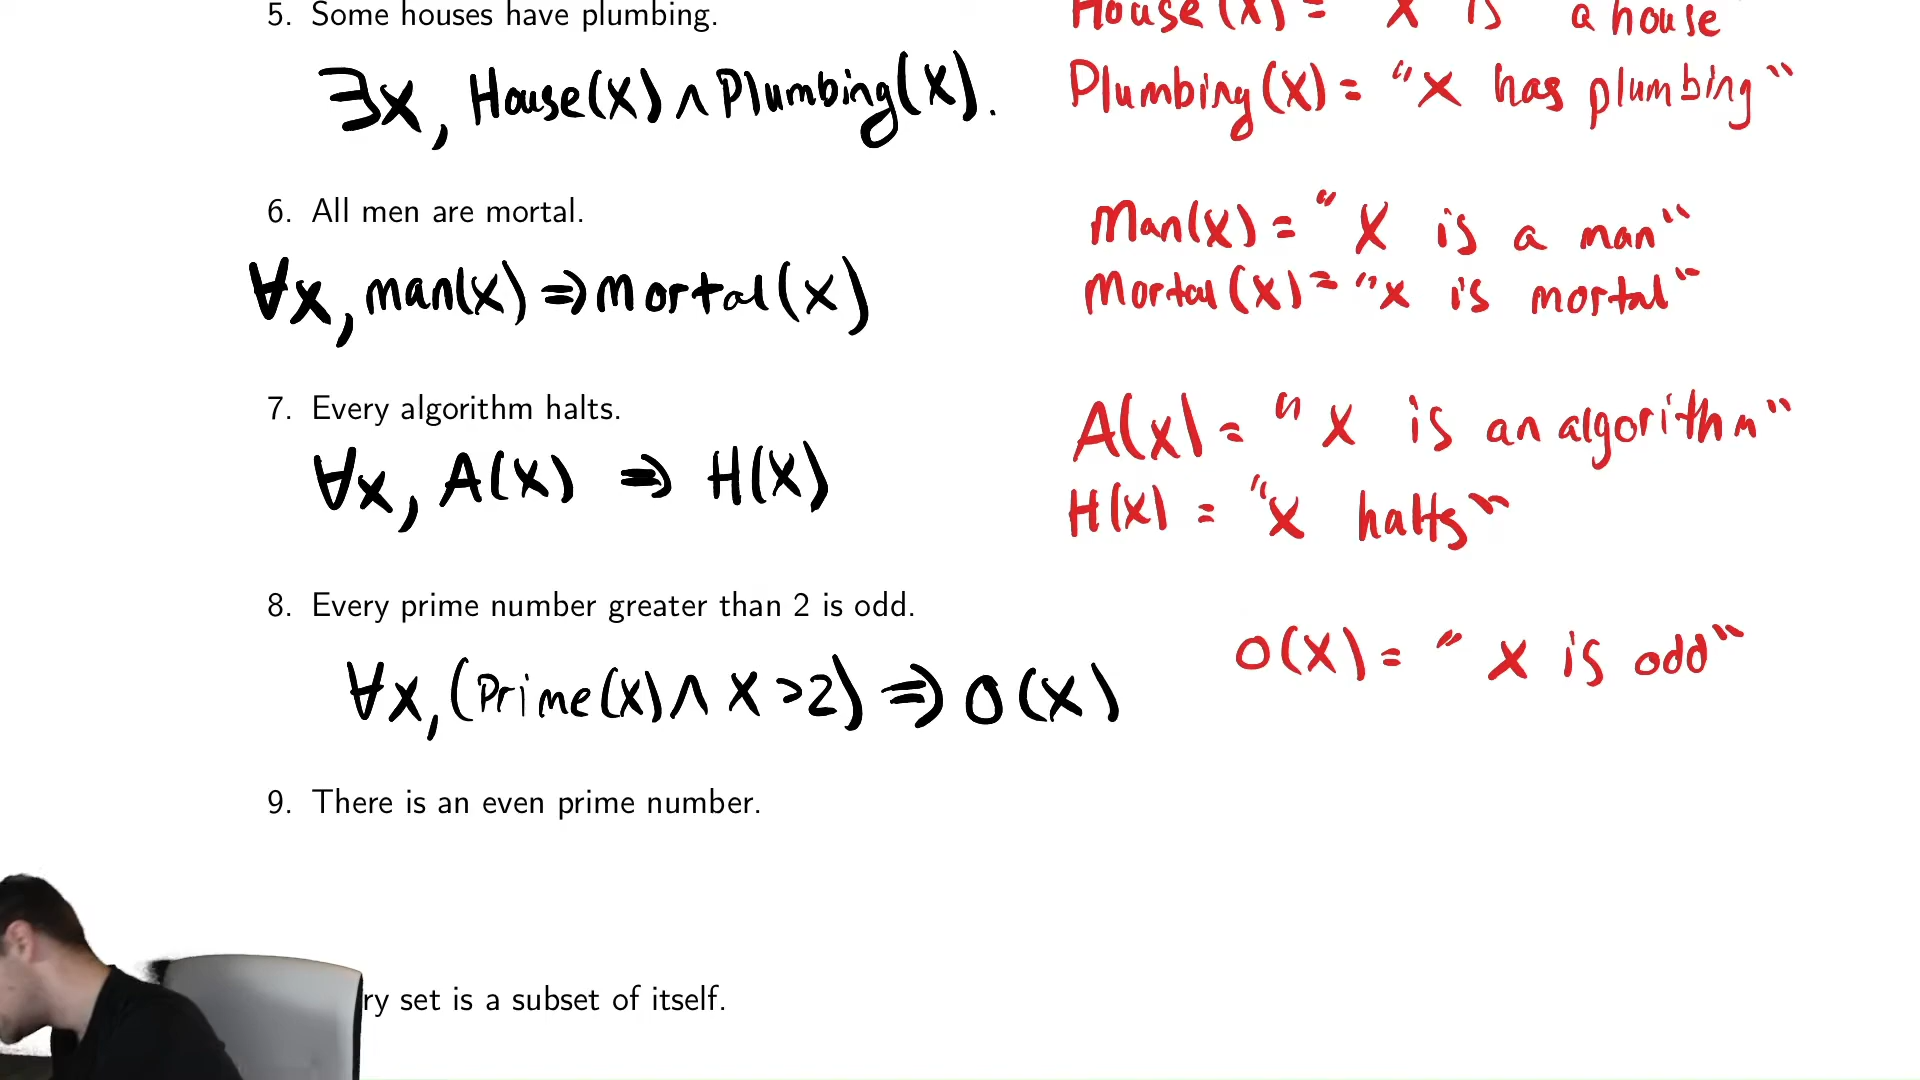 5. Some houses have plumbing.
House(x) = "x is a house
∃x, House(x) ∧ Plumbing(x).
Plumbing(x) = "x has plumbing"
6. All men are mortal.
Man(x) = "x is a man"
∀x, man(x) ⇒ mortal(x)
Mortal(x) = "x is mortal"
7. Every algorithm halts.
A(x) = "x is an algorithm"
∀x, A(x) ⇒ H(x)
H(x) = "x halts"
8. Every prime number greater than 2 is odd.
O(x) = "x is odd"
∀x, (Prime(x) ∧ x > 2) ⇒ O(x)
9. There is an even prime number.
ry set is a subset of itself.